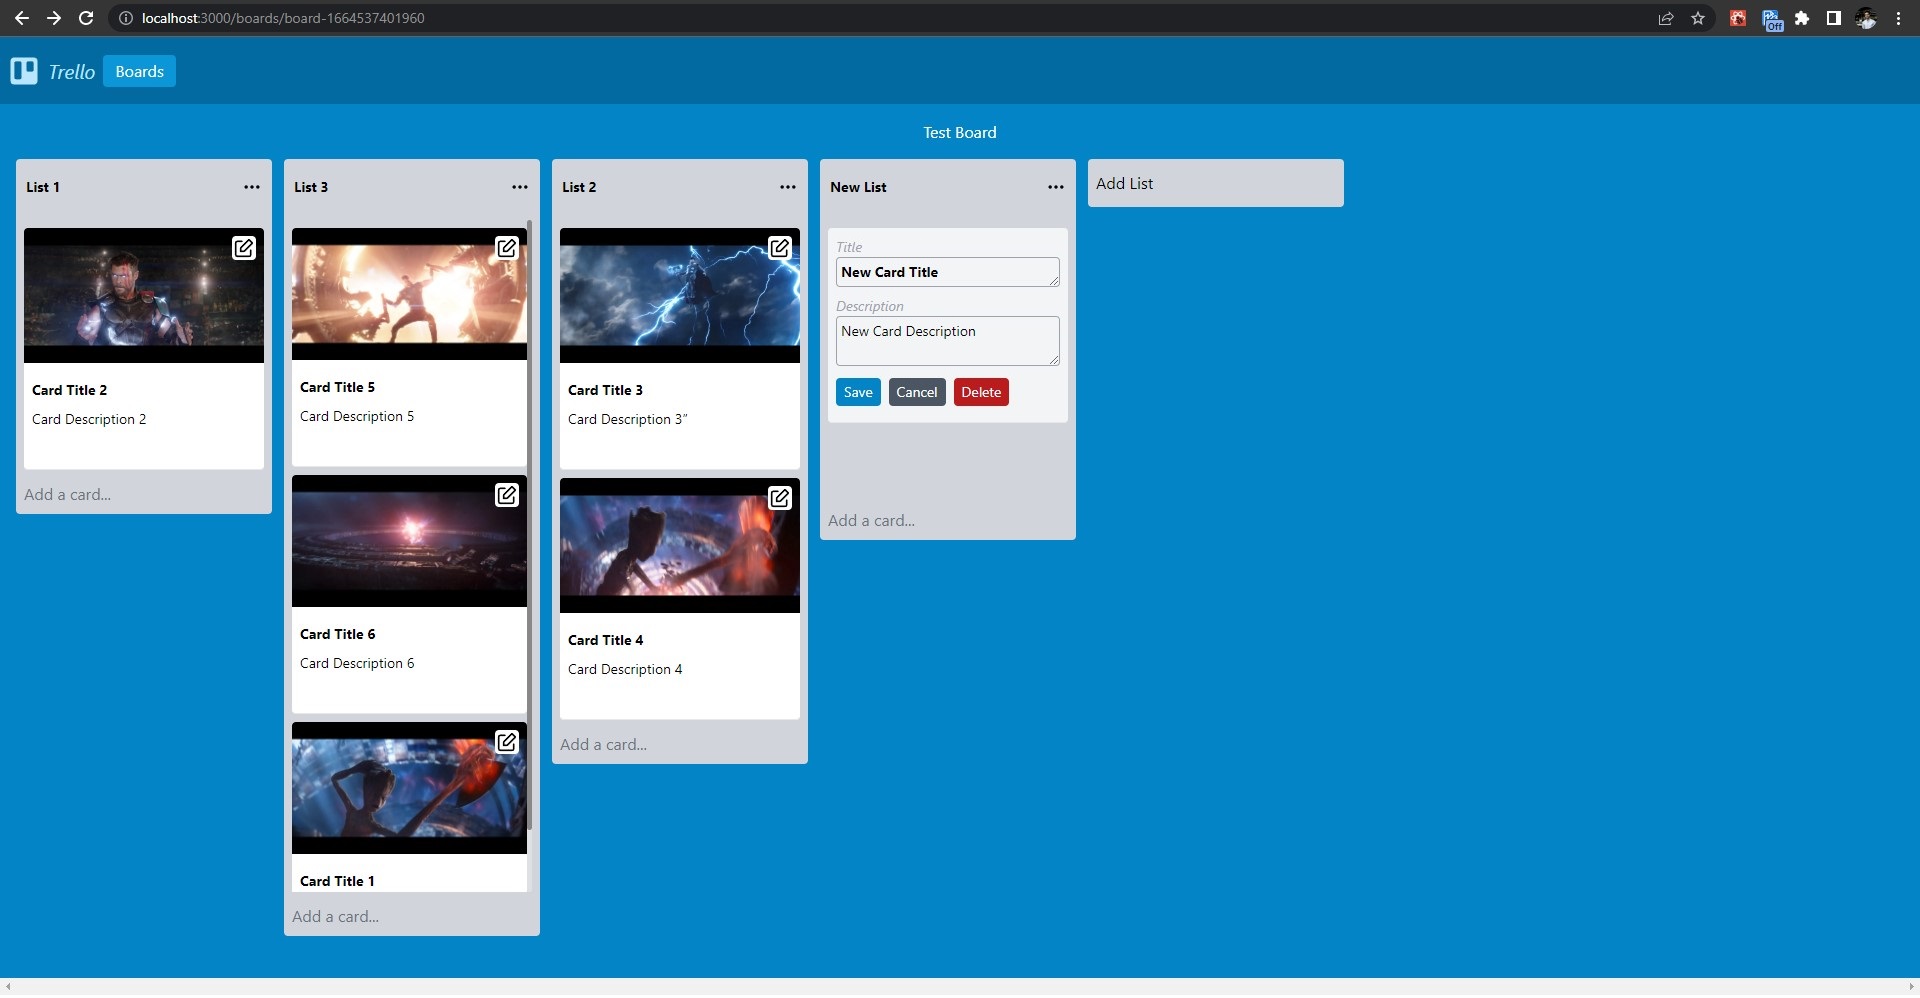 localhost:3000/boards/board-1664537401960
Off
Trello
Boards
Test Board
List 1
Card Title 2
Card Description 2
Add a card...
List 3
Card Title 5
Card Description 5
Card Title 6
Card Description 6
Card Title 1
Add a card...
List 2
Card Title 3
Card Description 3"
Card Title 4
Card Description 4
Add a card...
New List
Title
New Card Title
Description
New Card Description
Save Cancel Delete
Add a card...
Add List